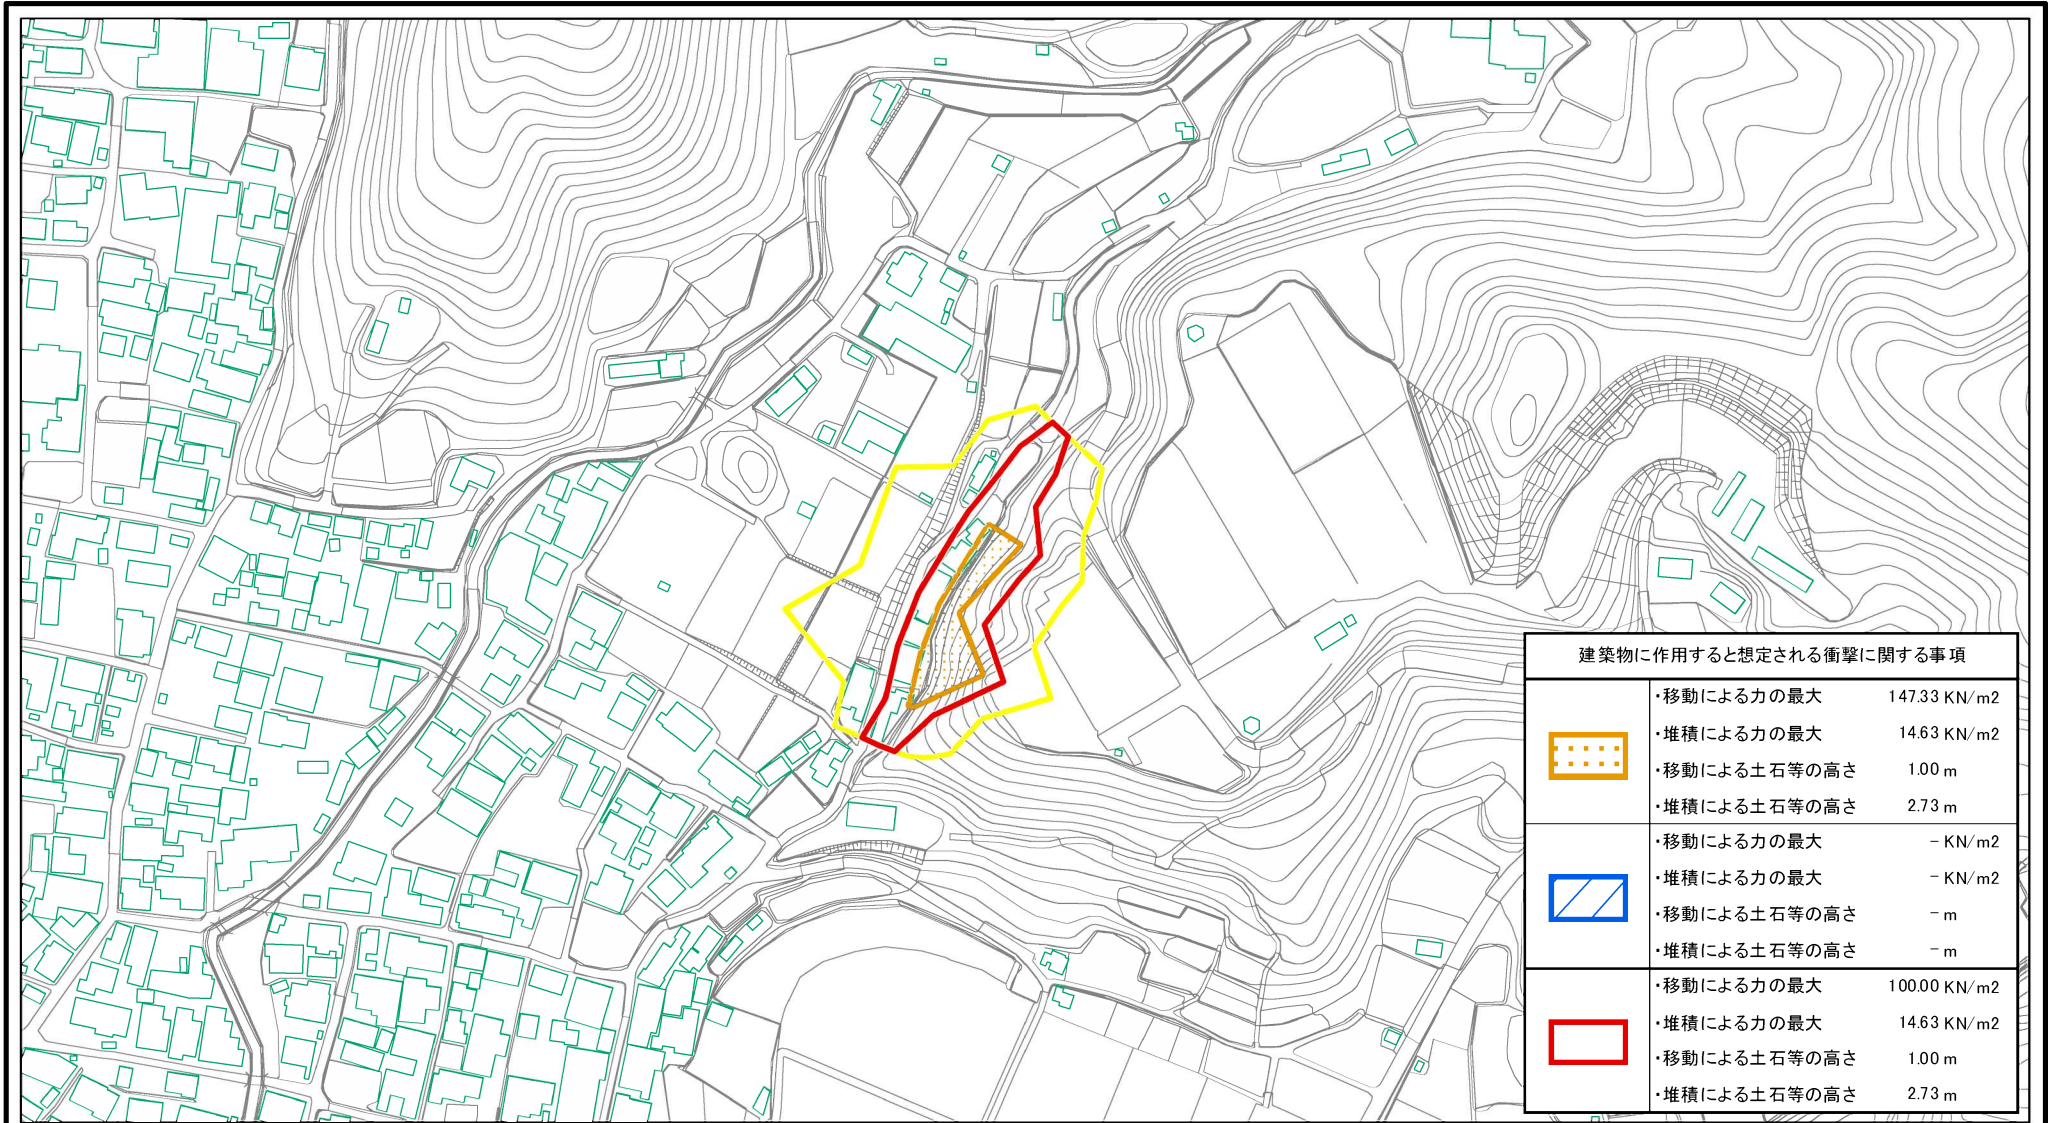 建築物に作用すると想定される衝撃に関する事項
・移動による力の最大 147.33 KN/m2
・堆積による力の最大 14.63 KN/m2
・移動による土石等の高さ 1.00 m
・堆積による土石等の高さ 2.73 m
・移動による力の最大 - KN/m2
・堆積による力の最大 - KN/m2
・移動による土石等の高さ - m
・堆積による土石等の高さ - m
・移動による力の最大 100.00 KN/m2
・堆積による力の最大 14.63 KN/m2
・移動による土石等の高さ 1.00 m
・堆積による土石等の高さ 2.73 m